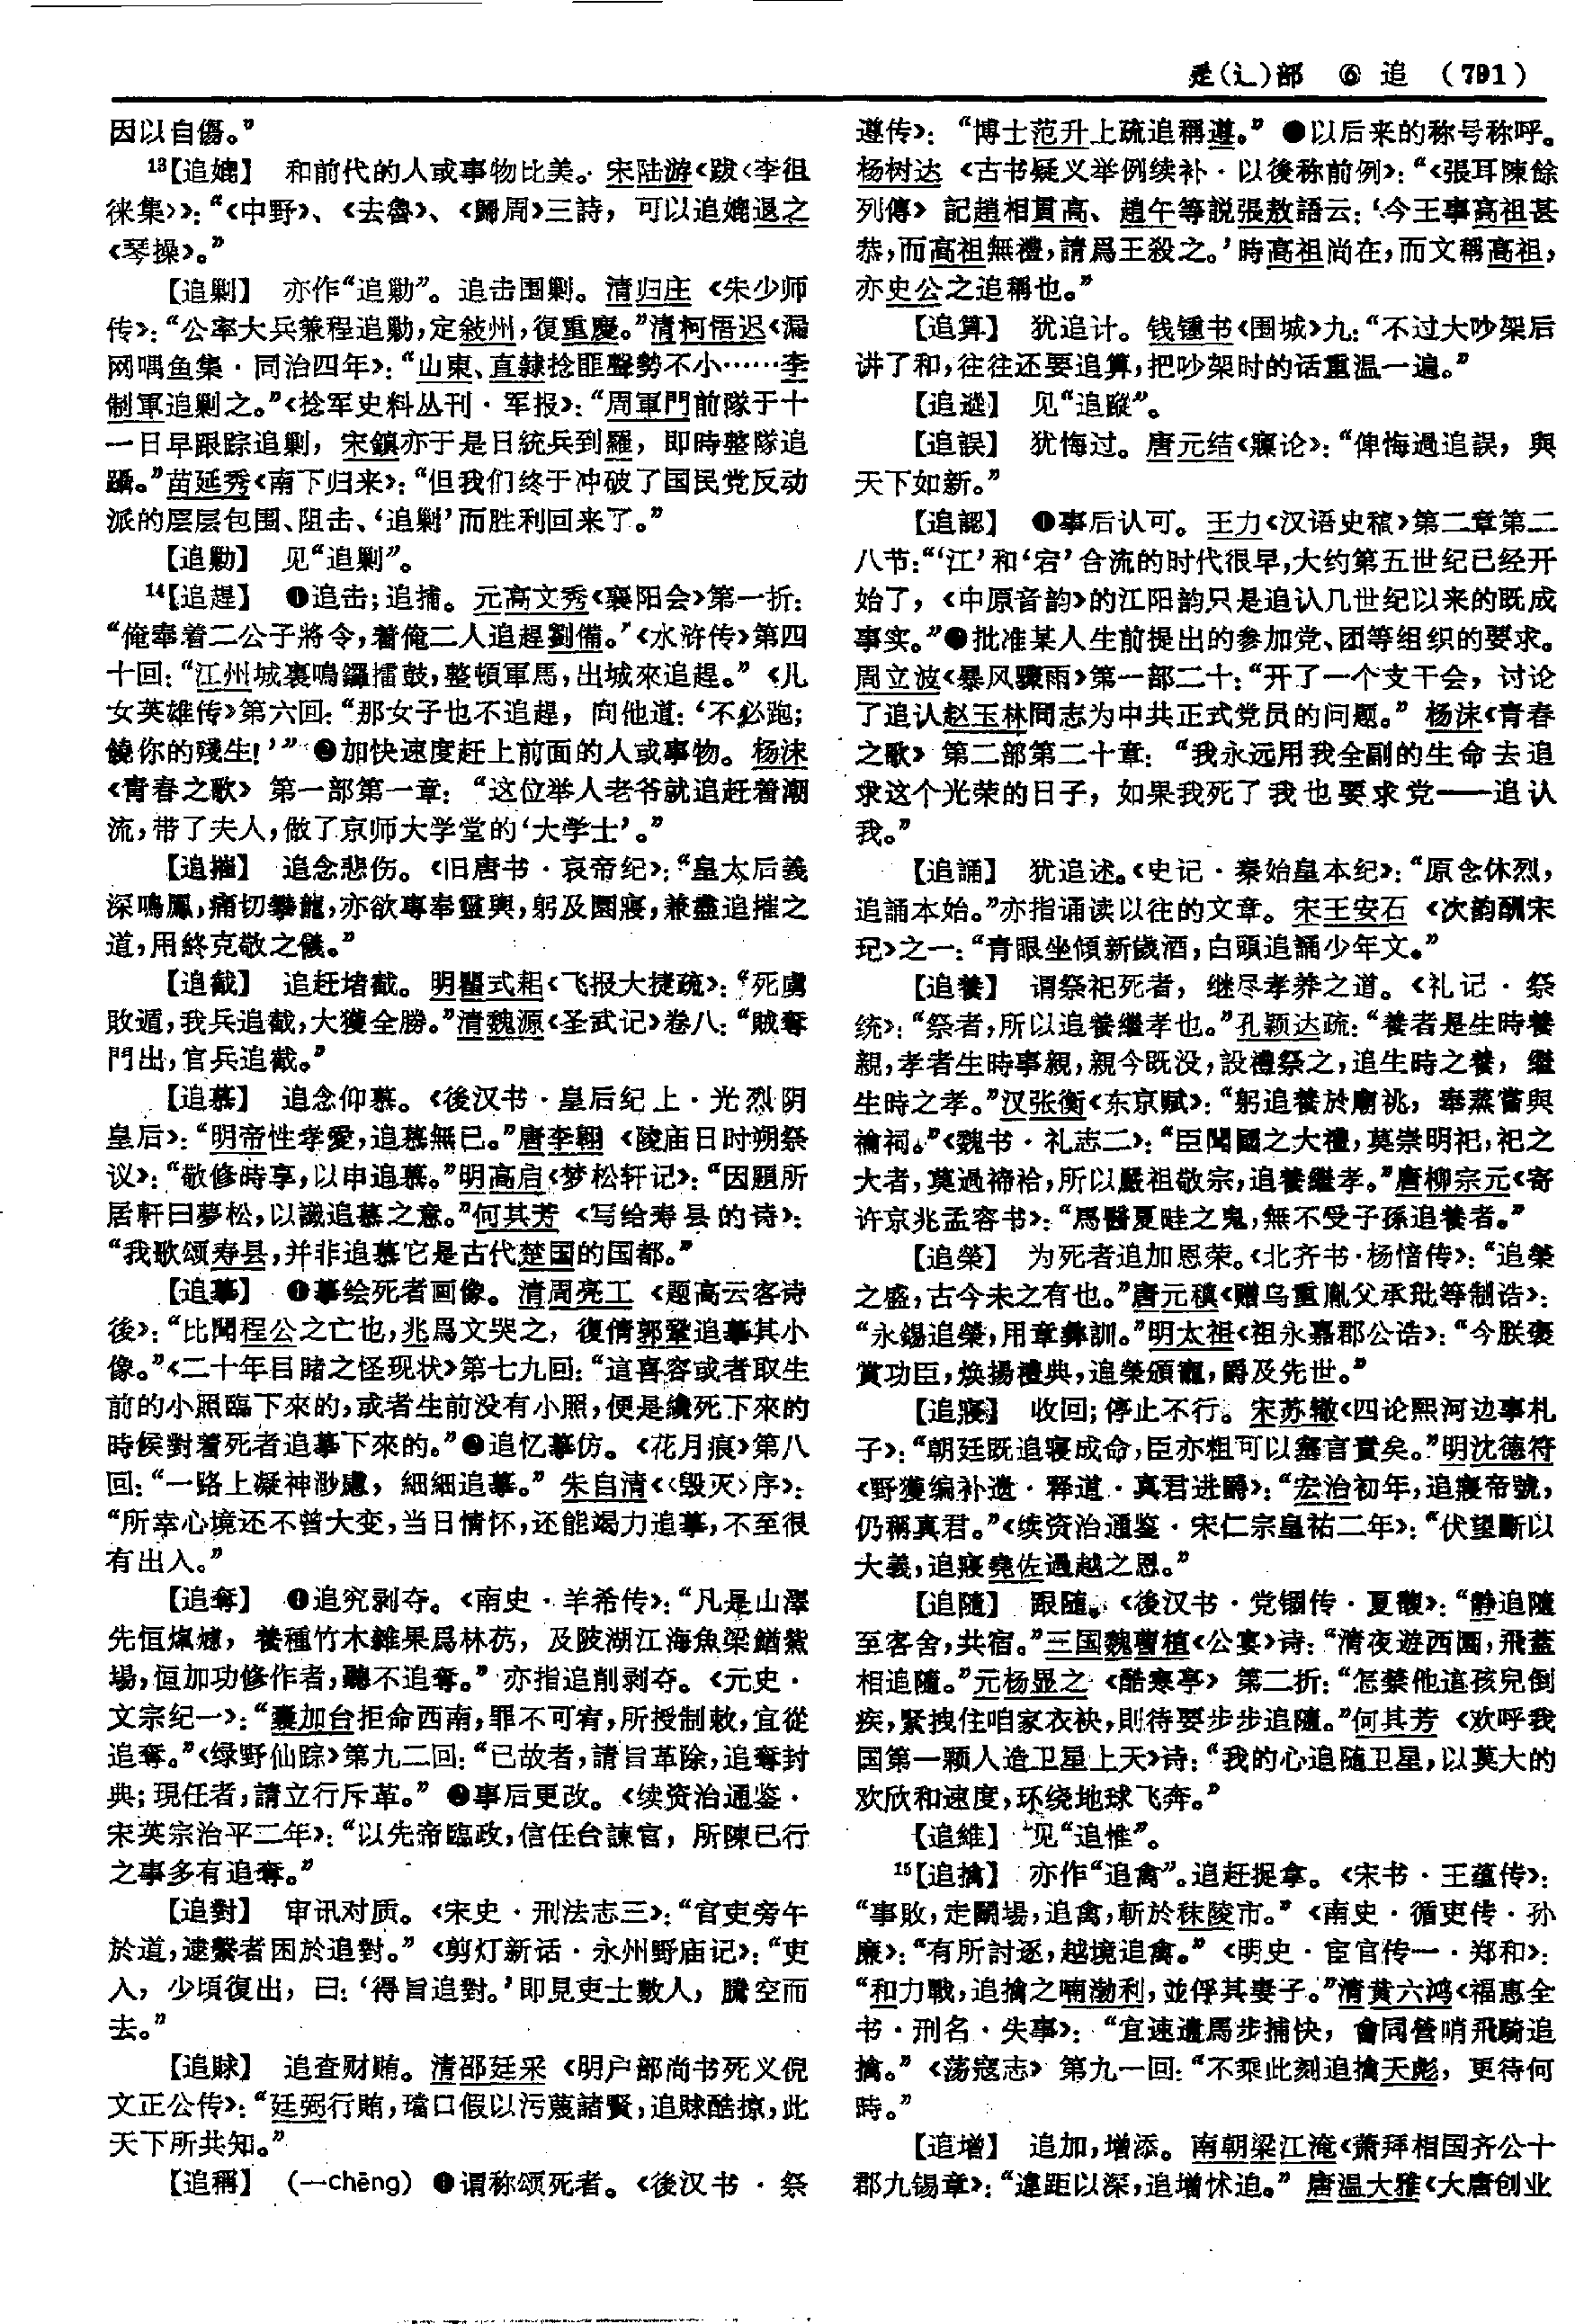 辵(辶)部 ⑥ 追 (791)
因以自傷。”
13【追媲】 和前代的人或事物比美。宋陆游《跋〈李徂
徕集〉》：“《中野》、《去魯》、《歸周》三詩，可以追媲退之
《琴操》。”
【追剿】 亦作“追勦”。追击围剿。清归庄《朱少师
传》：“公率大兵兼程追勦，定敍州，復重慶。”清柯悟迟《漏
网喁鱼集·同治四年》：“山東、直隸捻匪聲勢不小……李
制軍追剿之。”《捻军史料丛刊·军报》：“周軍門前隊于十
一日早跟踪追剿，宋鎮亦于是日統兵到羅，即時整隊追
躡。”苗延秀《南下归来》：“但我们终于冲破了国民党反动
派的层层包围、阻击、‘追剿’而胜利回来了。”
【追勦】 见“追剿”。
14【追趕】 ❶追击；追捕。元高文秀《襄阳会》第一折：
“俺奉着二公子將令，着俺二人追趕劉備。”《水浒传》第四
十回：“江州城裏鳴鑼擂鼓，整頓軍馬，出城來追趕。”《儿
女英雄传》第六回：“那女子也不追趕，向他道：‘不必跑；
饒你的殘生！’”❷加快速度赶上前面的人或事物。杨沫
《青春之歌》第一部第一章：“这位举人老爷就追赶着潮
流，带了夫人，做了京师大学堂的‘大学士’。”
【追摧】 追念悲伤。《旧唐书·哀帝纪》：“皇太后義
深鳴鳳，痛切攀龍，亦欲專奉靈輿，躬及園寢，兼盡追摧之
道，用終克敬之儀。”
【追截】 追赶堵截。明瞿式耜《飞报大捷疏》：“死虜
敗遁，我兵追截，大獲全勝。”清魏源《圣武记》卷八：“賊奪
門出，官兵追截。”
【追慕】 追念仰慕。《後汉书·皇后纪上·光烈阴
皇后》：“明帝性孝愛，追慕無已。”唐李翱《陵庙日时朔祭
议》：“敬修時享，以申追慕。”明高启《梦松轩记》：“因題所
居軒曰夢松，以識追慕之意。”何其芳《写给寿县的诗》：
“我歌颂寿县，并非追慕它是古代楚国的国都。”
【追摹】 ❶摹绘死者画像。清周亮工《题高云客诗
後》：“比聞程公之亡也，兆爲文哭之，復倩郭鞏追摹其小
像。”《二十年目睹之怪现状》第七九回：“這喜容或者取生
前的小照臨下來的，或者生前没有小照，便是纔死下來的
時候對着死者追摹下來的。”❷追忆摹仿。《花月痕》第八
回：“一路上凝神渺慮，細細追摹。”朱自清《〈毁灭〉序》：
“所幸心境还不曾大变，当日情怀，还能竭力追摹，不至很
有出入。”
【追奪】 ❶追究剥夺。《南史·羊希传》：“凡是山澤
先恒熂爈，養種竹木雜果爲林芿，及陂湖江海魚梁鰌鮆
場，恒加功修作者，聽不追奪。”亦指追削剥夺。《元史·
文宗纪一》：“囊加台拒命西南，罪不可宥，所授制敕，宜從
追奪。”《绿野仙踪》第九二回：“已故者，請旨革除，追奪封
典；現任者，請立行斥革。”❷事后更改。《续资治通鉴·
宋英宗治平二年》：“以先帝臨政，信任台諫官，所陳已行
之事多有追奪。”
【追對】 审讯对质。《宋史·刑法志三》：“官吏旁午
於道，逮繫者困於追對。”《剪灯新话·永州野庙记》：“吏
入，少頃復出，曰：‘得旨追對。’即見吏士數人，騰空而
去。”
【追賕】 追查财贿。清邵廷采《明户部尚书死义倪
文正公传》：“廷弼行賄，璫口假以污蔑諸賢，追賕酷掠，此
天下所共知。”
【追稱】 （—chēng）❶谓称颂死者。《後汉书·祭
遵传》：“博士范升上疏追稱遵。”❷以后来的称号称呼。
杨树达《古书疑义举例续补·以後称前例》：“《張耳陳餘
列傳》記趙相貫高、趙午等説張敖語云：‘今王事高祖甚
恭，而高祖無禮，請爲王殺之。’時高祖尚在，而文稱高祖，
亦史公之追稱也。”
【追算】 犹追计。钱锺书《围城》九：“不过大吵架后
讲了和，往往还要追算，把吵架时的话重温一遍。”
【追遯】 见“追蹤”。
【追誤】 犹悔过。唐元结《寱论》：“俾悔過追誤，與
天下如新。”
【追認】 ❶事后认可。王力《汉语史稿》第二章第二
八节：“‘江’和‘宕’合流的时代很早，大约第五世纪已经开
始了，《中原音韵》的江阳韵只是追认几世纪以来的既成
事实。”❷批准某人生前提出的参加党、团等组织的要求。
周立波《暴风骤雨》第一部二十：“开了一个支干会，讨论
了追认赵玉林同志为中共正式党员的问题。”杨沫《青春
之歌》第二部第二十章：“我永远用我全副的生命去追
求这个光荣的日子，如果我死了我也要求党——追认
我。”
【追誦】 犹追述。《史记·秦始皇本纪》：“原念休烈，
追誦本始。”亦指诵读以往的文章。宋王安石《次韵酬宋
玘》之一：“青眼坐傾新歲酒，白頭追誦少年文。”
【追養】 谓祭祀死者，继尽孝养之道。《礼记·祭
统》：“祭者，所以追養繼孝也。”孔颖达疏：“養者是生時養
親，孝者生時事親，親今既没，設禮祭之，追生時之養，繼
生時之孝。”汉张衡《东京赋》：“躬追養於廟祧，奉蒸嘗與
禴祠。”《魏书·礼志二》：“臣聞國之大禮，莫崇明祀，祀之
大者，莫過禘祫，所以嚴祖敬宗，追養繼孝。”唐柳宗元《寄
许京兆孟容书》：“馬醫夏畦之鬼，無不受子孫追養者。”
【追榮】 为死者追加恩荣。《北齐书·杨愔传》：“追榮
之盛，古今未之有也。”唐元稹《赠乌重胤父承玼等制诰》：
“永錫追榮，用章彝訓。”明太祖《祖永嘉郡公诰》：“今朕褒
賞功臣，焕揚禮典，追榮頒寵，爵及先世。”
【追寢】 收回；停止不行。宋苏辙《四论熙河边事札
子》：“朝廷既追寢成命，臣亦粗可以塞言責矣。”明沈德符
《野獲编补遗·释道·真君进爵》：“宏治初年，追寢帝號，
仍稱真君。”《续资治通鉴·宋仁宗皇祐二年》：“伏望斷以
大義，追寢堯佐過越之恩。”
【追隨】 跟随。《後汉书·党锢传·夏馥》：“静追隨
至客舍，共宿。”三国魏曹植《公宴》诗：“清夜遊西園，飛蓋
相追隨。”元杨显之《酷寒亭》第二折：“怎禁他這孩兒倒
疾，緊拽住咱家衣袂，則待要步步追隨。”何其芳《欢呼我
国第一颗人造卫星上天》诗：“我的心追随卫星，以莫大的
欢欣和速度，环绕地球飞奔。”
【追維】 见“追惟”。
15【追擒】 亦作“追禽”。追赶捉拿。《宋书·王蕴传》：
“事敗，走鬭場，追禽，斬於秣陵市。”《南史·循吏传·孙
廉》：“有所討逐，越境追禽。”《明史·宦官传一·郑和》：
“和力戰，追擒之喃渤利，並俘其妻子。”清黄六鸿《福惠全
书·刑名·失事》：“宜速遣馬步捕快，會同營哨飛騎追
擒。”《荡寇志》第九一回：“不乘此刻追擒天彪，更待何
時。”
【追增】 追加，增添。南朝梁江淹《萧拜相国齐公十
郡九锡章》：“違距以深，追增怵迫。”唐温大雅《大唐创业